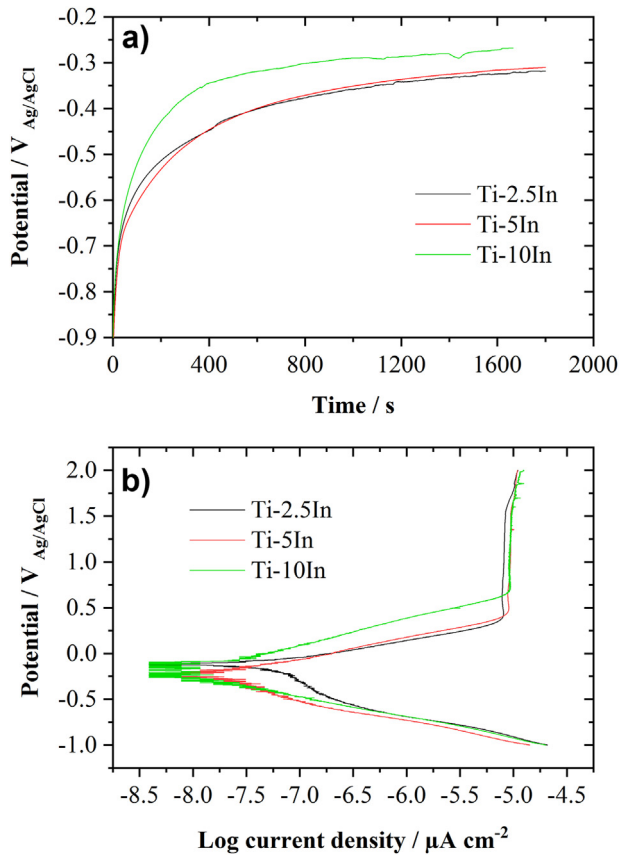 a)
-0.2
-0.3
-0.4
-0.5
-0.6
-0.7
-0.8
-0.9
Potential / V Ag/AgCl
Ti-2.5In
Ti-5In
Ti-10In
0 400 800 1200 1600 2000
Time / s
b)
2.0
1.5
1.0
0.5
0.0
-0.5
-1.0
Potential / V Ag/AgCl
Ti-2.5In
Ti-5In
Ti-10In
-8.5 -8.0 -7.5 -7.0 -6.5 -6.0 -5.5 -5.0 -4.5
Log current density / μA cm-2